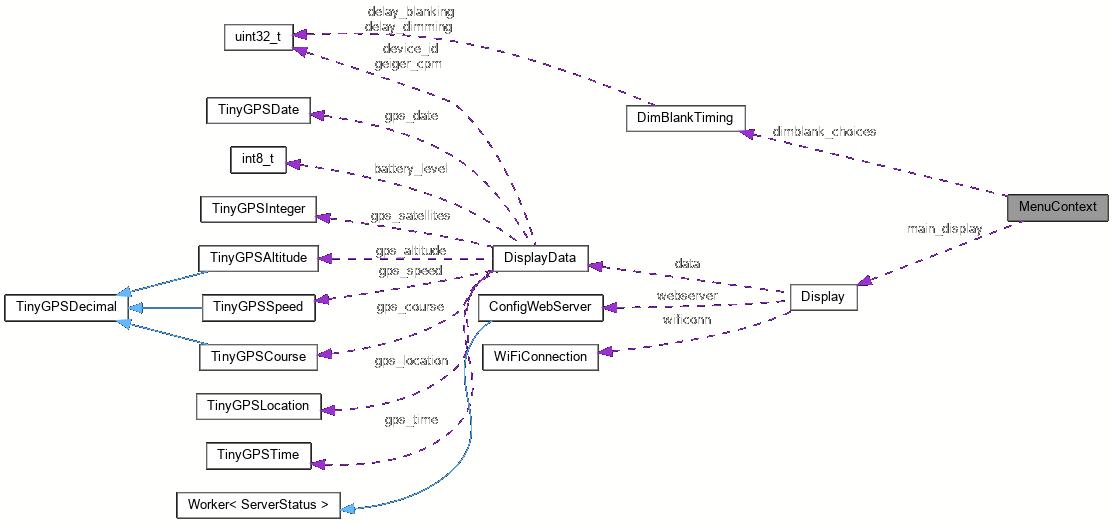 delay_blanking
delay_dimming
uint32_t
device_id
geiger_cpm
TinyGPSDate
gps_date
DimBlankTiming
dimblank_choices
int8_t
battery_level
TinyGPSInteger
gps_satellites
MenuContext
main_display
TinyGPSAltitude
gps_altitude
DisplayData
data
gps_speed
TinyGPSDecimal
TinyGPSSpeed
gps_course
ConfigWebServer
webserver
Display
wificonn
TinyGPSCourse
gps_location
WiFiConnection
TinyGPSLocation
gps_time
TinyGPSTime
Worker< ServerStatus >